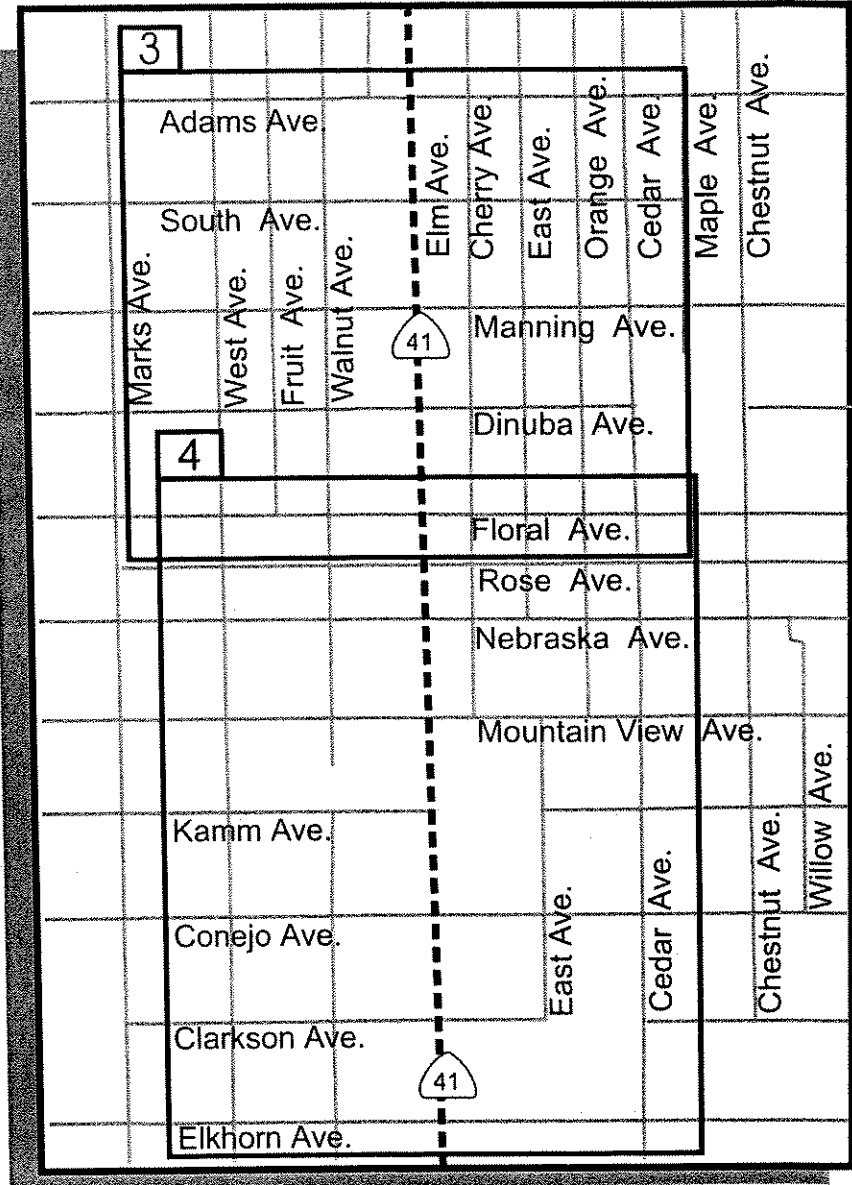 3
Adams Ave.
South Ave.
Marks Ave.
West Ave.
Fruit Ave.
Walnut Ave.
Elm Ave.
Cherry Ave.
East Ave.
Orange Ave.
Cedar Ave.
Maple Ave.
Chestnut Ave.
41
Manning Ave.
Dinuba Ave.
4
Floral Ave.
Rose Ave.
Nebraska Ave.
Mountain View Ave.
Kamm Ave.
Conejo Ave.
East Ave.
Cedar Ave.
Chestnut Ave.
Willow Ave.
Clarkson Ave.
41
Elkhorn Ave.